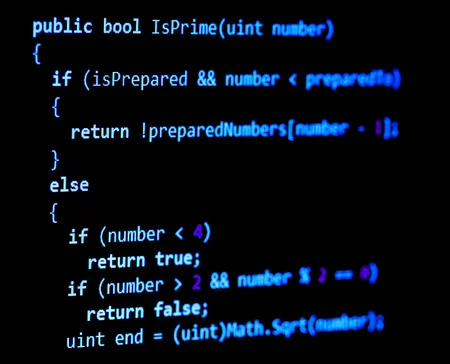 public bool IsPrime(uint number)
{
if (isPrepared && number < preparedTo)
{
return !preparedNumbers[number - 1];
}
else
{
if (number < 4)
return true;
if (number > 2 && number % 2 == 0)
return false;
uint end = (uint)Math.Sqrt(number);